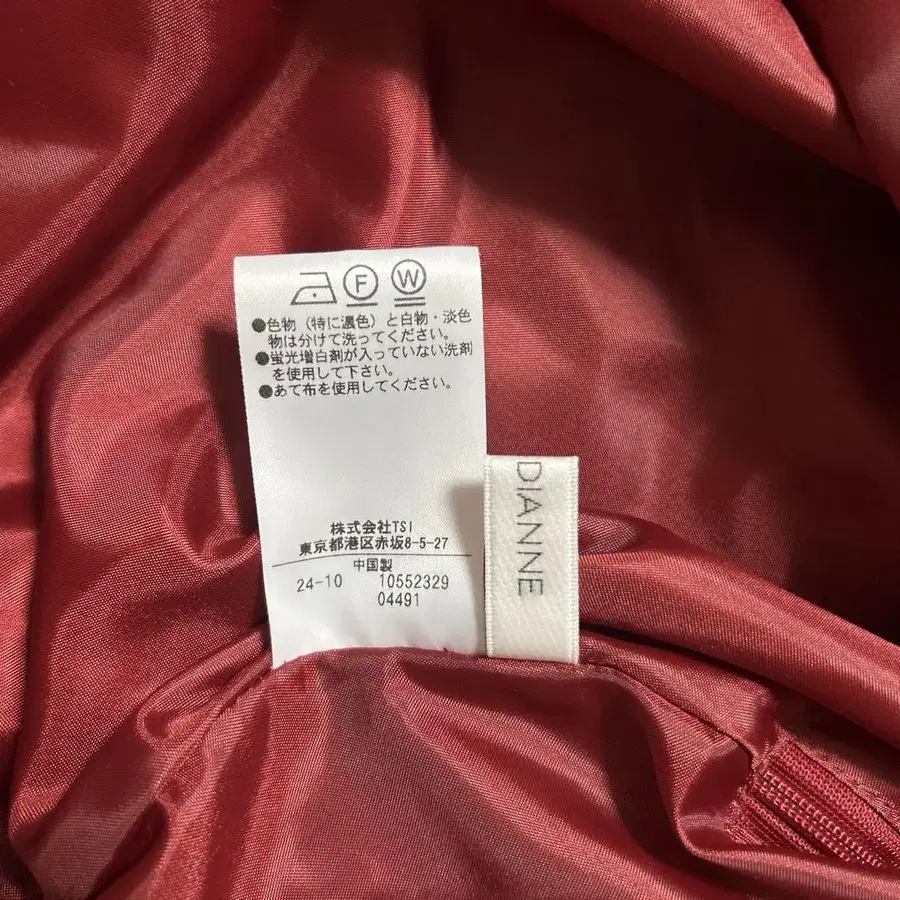 F W
●色物（特に濃色）と白物・淡色
物は分けて洗ってください。
●蛍光増白剤が入っていない洗剤
を使用して下さい。
●あて布を使用してください。
株式会社TSI
東京都港区赤坂8-5-27
中国製
24-10 10552329
04491
DIANNE